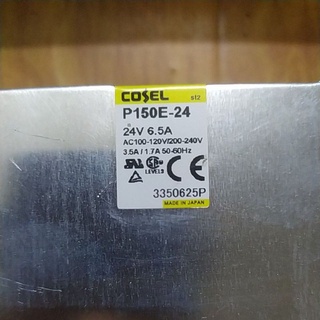 COSEL
P150E-24
24V 6.5A
AC100-120V/200-240V
3.5A / 1.7A 50-60Hz
LEVEL3
3350625P
MADE IN JAPAN